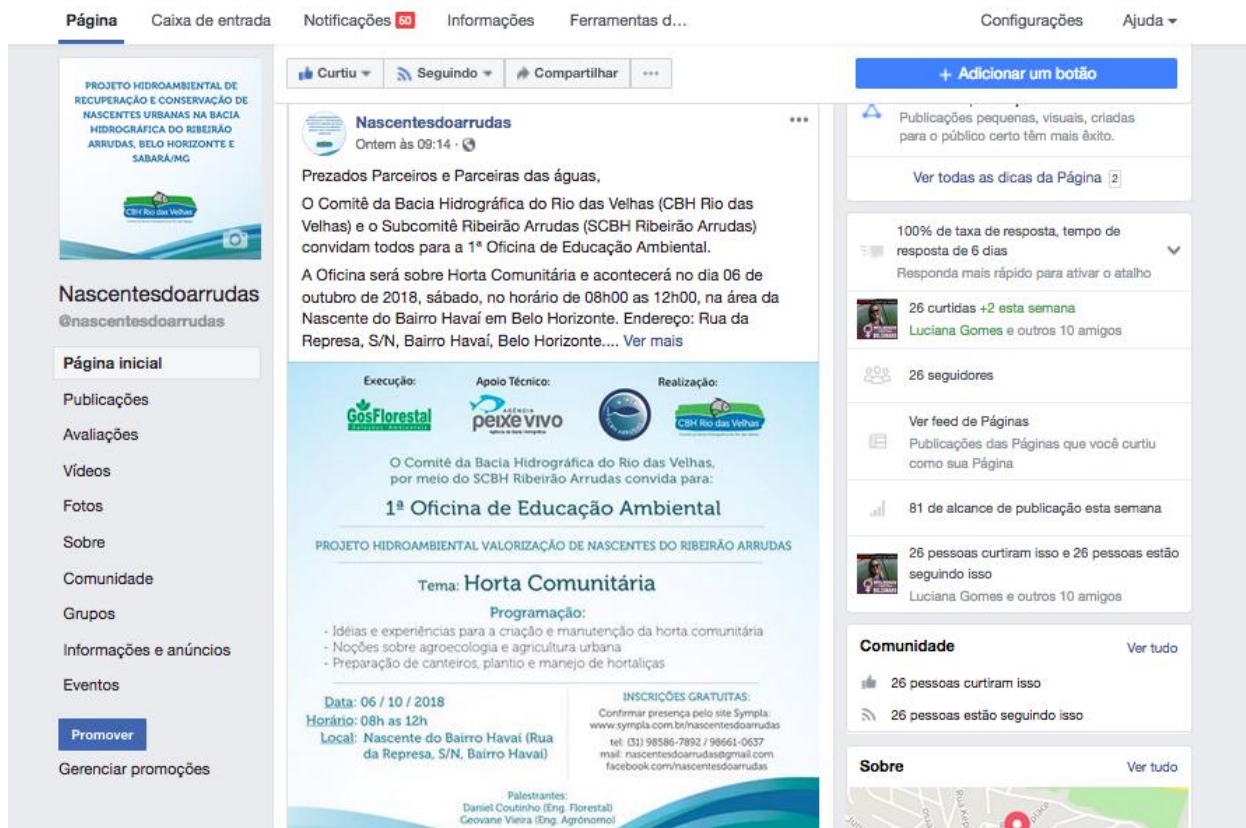 Página Caixa de entrada Notificações 50 Informações Ferramentas d... Configurações Ajuda
PROJETO HIDROAMBIENTAL DE
RECUPERAÇÃO E CONSERVAÇÃO DE
NASCENTES URBANAS NA BACIA
HIDROGRÁFICA DO RIBEIRÃO
ARRUDAS, BELO HORIZONTE E
SABARÁ/MG
CBH Rio das Velhas
Nascentesdoarrudas
@nascentesdoarrudas
Página inicial
Publicações
Avaliações
Vídeos
Fotos
Sobre
Comunidade
Grupos
Informações e anúncios
Eventos
Promover
Gerenciar promoções
Curtiu Seguindo Compartilhar ...
+ Adicionar um botão
Nascentesdoarrudas
Ontem às 09:14 ·
Prezados Parceiros e Parceiras das águas,
O Comitê da Bacia Hidrográfica do Rio das Velhas (CBH Rio das
Velhas) e o Subcomitê Ribeirão Arrudas (SCBH Ribeirão Arrudas)
convidam todos para a 1ª Oficina de Educação Ambiental.
A Oficina será sobre Horta Comunitária e acontecerá no dia 06 de
outubro de 2018, sábado, no horário de 08h00 as 12h00, na área da
Nascente do Bairro Havaí em Belo Horizonte. Endereço: Rua da
Represa, S/N, Bairro Havaí, Belo Horizonte.... Ver mais
Execução: Apoio Técnico: Realização:
GosFlorestal
AGÊNCIA
peixe vivo
CBH Rio das Velhas
O Comitê da Bacia Hidrográfica do Rio das Velhas,
por meio do SCBH Ribeirão Arrudas convida para:
1ª Oficina de Educação Ambiental
PROJETO HIDROAMBIENTAL VALORIZAÇÃO DE NASCENTES DO RIBEIRÃO ARRUDAS
Tema: Horta Comunitária
Programação:
- Idéias e experiências para a criação e manutenção da horta comunitária
- Noções sobre agroecologia e agricultura urbana
- Preparação de canteiros, plantio e manejo de hortaliças
Data: 06 / 10 / 2018
Horário: 08h as 12h
Local: Nascente do Bairro Havaí (Rua
da Represa, S/N, Bairro Havaí)
INSCRIÇÕES GRATUITAS:
Confirmar presença pelo site Sympla:
www.sympla.com.br/nascentesdoarrudas
tel: (31) 98586-7892 / 98661-0637
mail: nascentesdoarrudas@gmail.com
facebook.com/nascentesdoarrudas
Palestrantes:
Daniel Coutinho (Eng. Florestal)
Geovane Vieira (Eng. Agrônomo)
Publicações pequenas, visuais, criadas
para o público certo têm mais êxito.
Ver todas as dicas da Página 2
100% de taxa de resposta, tempo de
resposta de 6 dias
Responda mais rápido para ativar o atalho
26 curtidas +2 esta semana
Luciana Gomes e outros 10 amigos
26 seguidores
Ver feed de Páginas
Publicações das Páginas que você curtiu
como sua Página
81 de alcance de publicação esta semana
26 pessoas curtiram isso e 26 pessoas estão
seguindo isso
Luciana Gomes e outros 10 amigos
Comunidade Ver tudo
26 pessoas curtiram isso
26 pessoas estão seguindo isso
Sobre Ver tudo